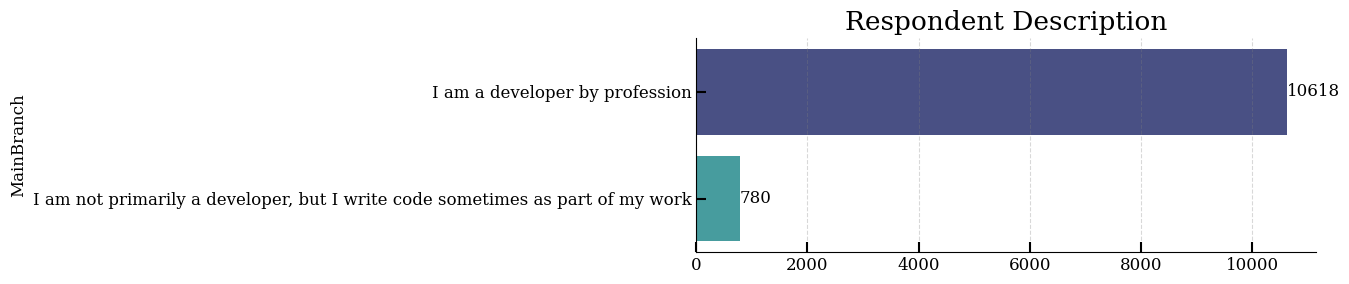 Respondent Description
MainBranch
I am a developer by profession
10618
I am not primarily a developer, but I write code sometimes as part of my work
780
0 2000 4000 6000 8000 10000